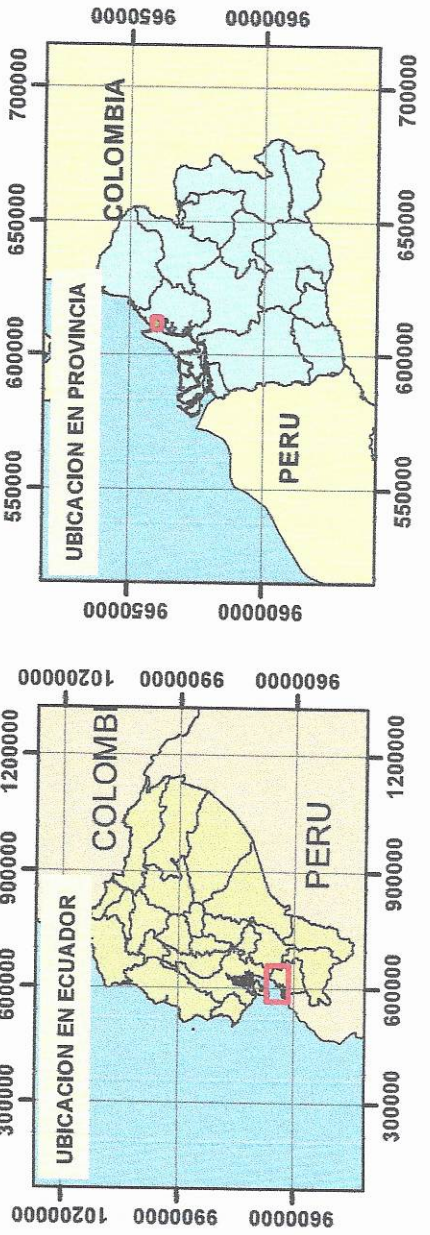 300000 600000 900000 1200000
10200000 10200000
UBICACION EN ECUADOR
COLOMBI
9900000 9900000
PERU
9600000 9600000
300000 600000 900000 1200000
550000 600000 650000 700000
UBICACION EN PROVINCIA
COLOMBIA
9650000 9650000
PERU
9600000 9600000
550000 600000 650000 700000